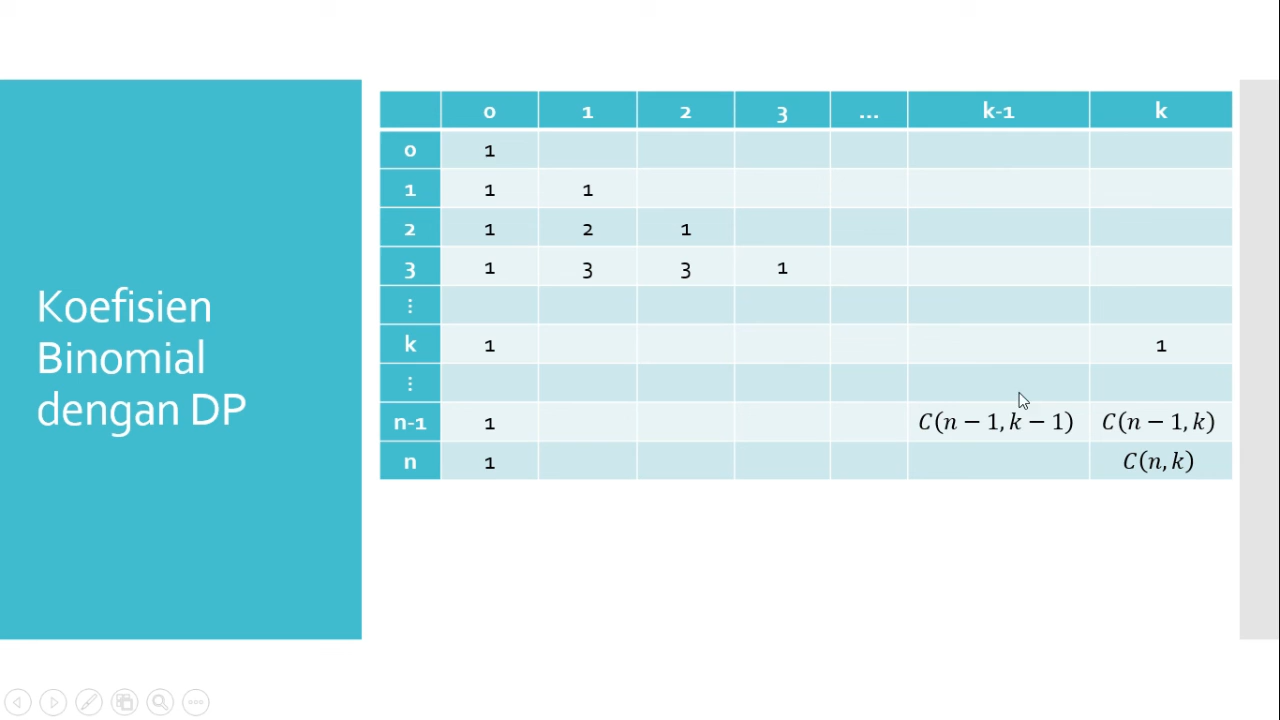 Koefisien
Binomial
dengan DP
0 1 2 3 ... k-1 k
0 1
1 1 1
2 1 2 1
3 1 3 3 1
⋮
k 1 1
⋮
n-1 1 C(n − 1, k − 1) C(n − 1, k)
n 1 C(n, k)